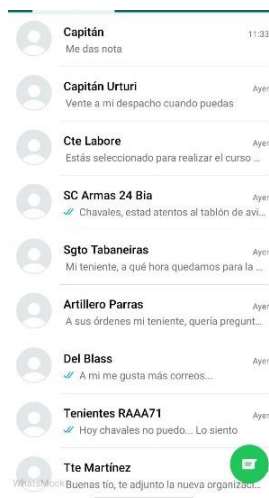 Capitán 11:33
Me das nota
Capitán Urturi Ayer
Vente a mi despacho cuando puedas
Cte Labore Ayer
Estás seleccionado para realizar el curso ...
SC Armas 24 Bia Ayer
Chavales, estad atentos al tablón de avi...
Sgto Tabaneiras Ayer
Mi teniente, a qué hora quedamos para la ...
Artillero Parras Ayer
A sus órdenes mi teniente, quería pregunt...
Del Blass Ayer
A mi me gusta más correos...
Tenientes RAAA71 Ayer
Hoy chavales no puedo... Lo siento
Tte Martínez
WhatsMock Buenas tío, te adjunto la nueva organizaci...